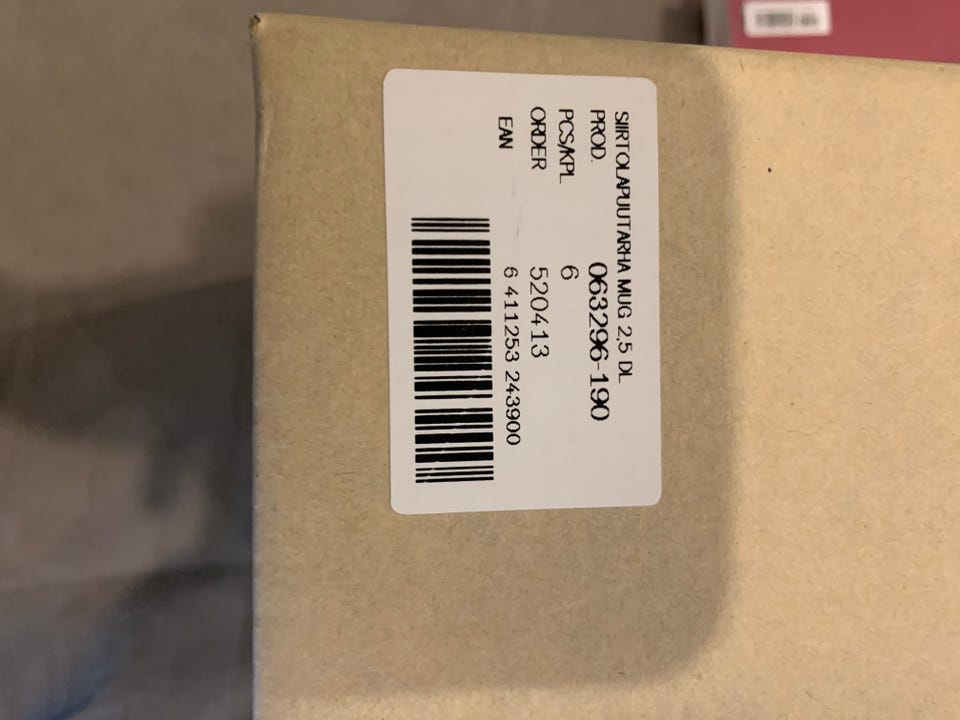 SIIRTOLAPUUTARHA MUG 2,5 DL
PROD. 063296-190
PCS/KPL 6
ORDER 520413
EAN 6 411253 243900